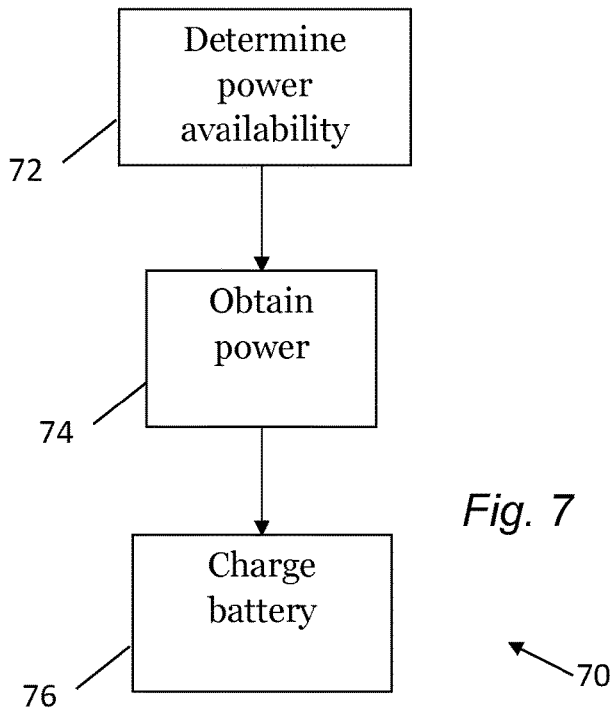 Determine
power
availability
72
Obtain
power
74
Fig. 7
Charge
battery
70
76